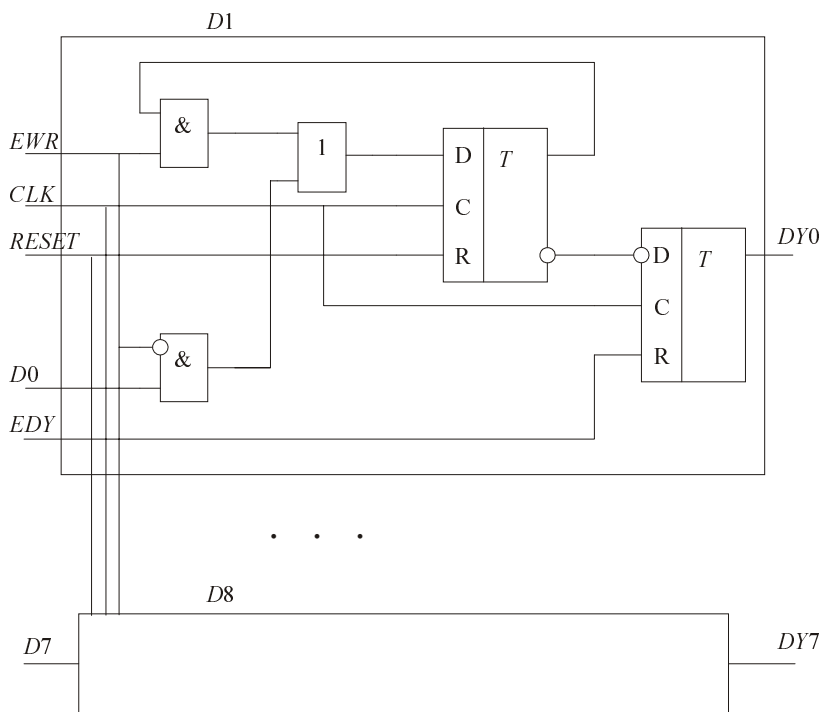 D1
&
1
EWR
D
T
CLK
C
RESET
R
DY0
D
T
C
&
R
D0
EDY
. . .
D8
D7
DY7